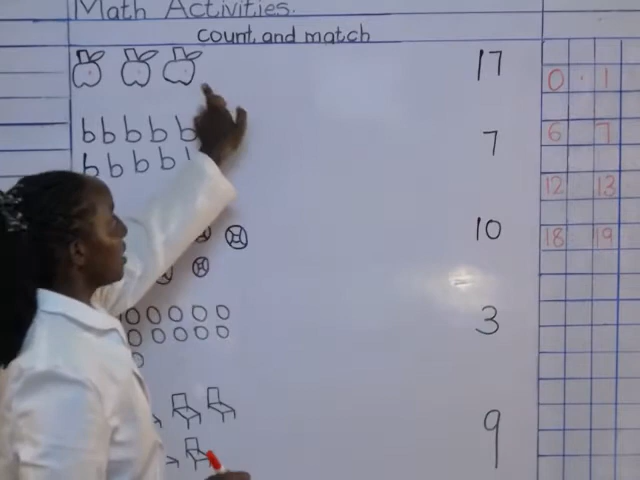 Math Activities.
count and match
17
b b b b b
7
b b b b
10
3
9
0 1
6 7
12 13
18 19